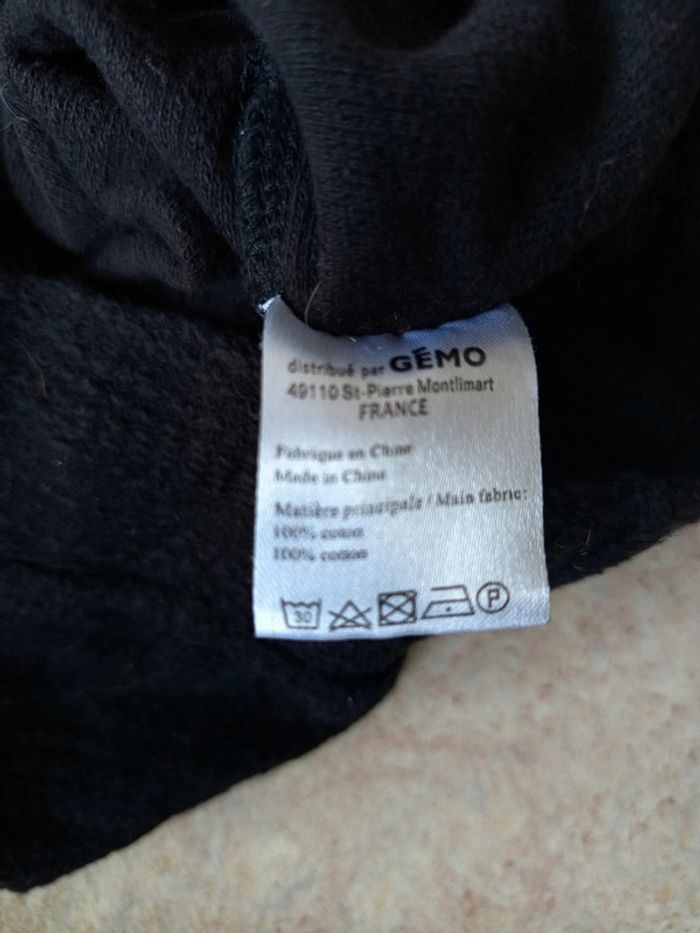 distribué par GÉMO
49110 St-Pierre Montlimart
FRANCE
Fabriqué en Chine
Made in China
Matière principale / Main fabric:
100% coton
100% cotton
30
P